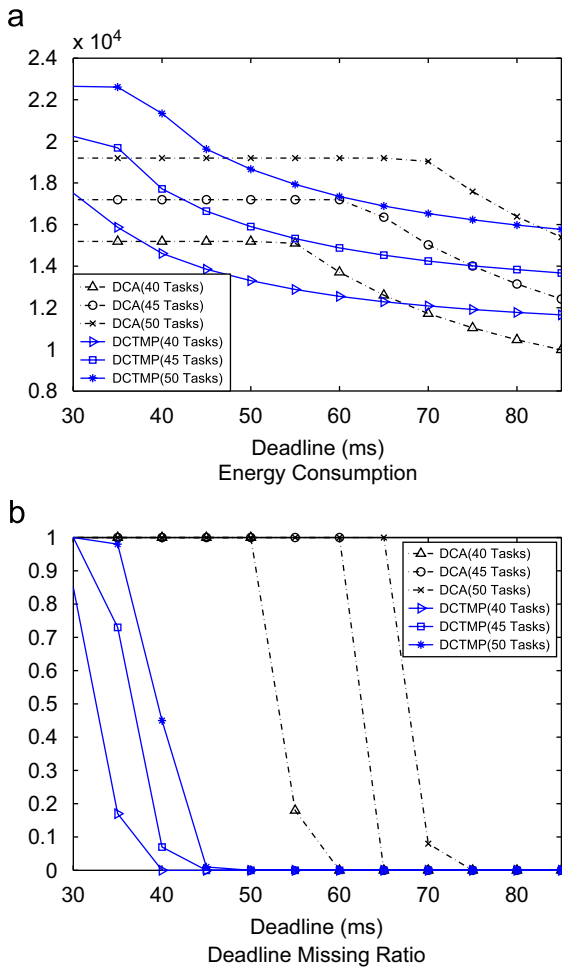 a
x 10⁴
2.4
2.2
2
1.8
1.6
1.4
1.2
1
0.8
DCA(40 Tasks)
DCA(45 Tasks)
DCA(50 Tasks)
DCTMP(40 Tasks)
DCTMP(45 Tasks)
DCTMP(50 Tasks)
30 40 50 60 70 80
Deadline (ms)
Energy Consumption
b
1
0.9
0.8
0.7
0.6
0.5
0.4
0.3
0.2
0.1
0
DCA(40 Tasks)
DCA(45 Tasks)
DCA(50 Tasks)
DCTMP(40 Tasks)
DCTMP(45 Tasks)
DCTMP(50 Tasks)
30 40 50 60 70 80
Deadline (ms)
Deadline Missing Ratio